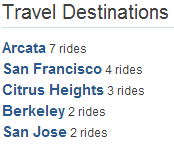 Travel Destinations
Arcata 7 rides
San Francisco 4 rides
Citrus Heights 3 rides
Berkeley 2 rides
San Jose 2 rides